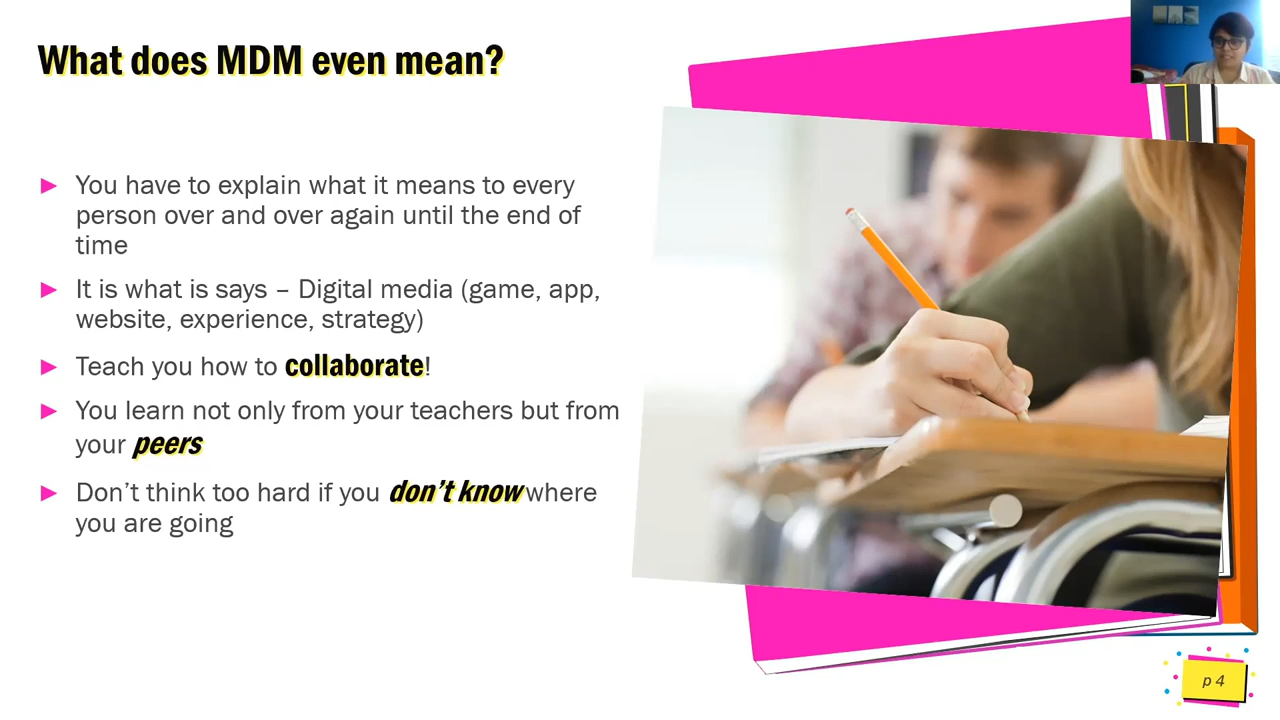 What does MDM even mean?
► You have to explain what it means to every
person over and over again until the end of
time
► It is what is says – Digital media (game, app,
website, experience, strategy)
► Teach you how to collaborate!
► You learn not only from your teachers but from
your peers
► Don’t think too hard if you don’t know where
you are going
p 4